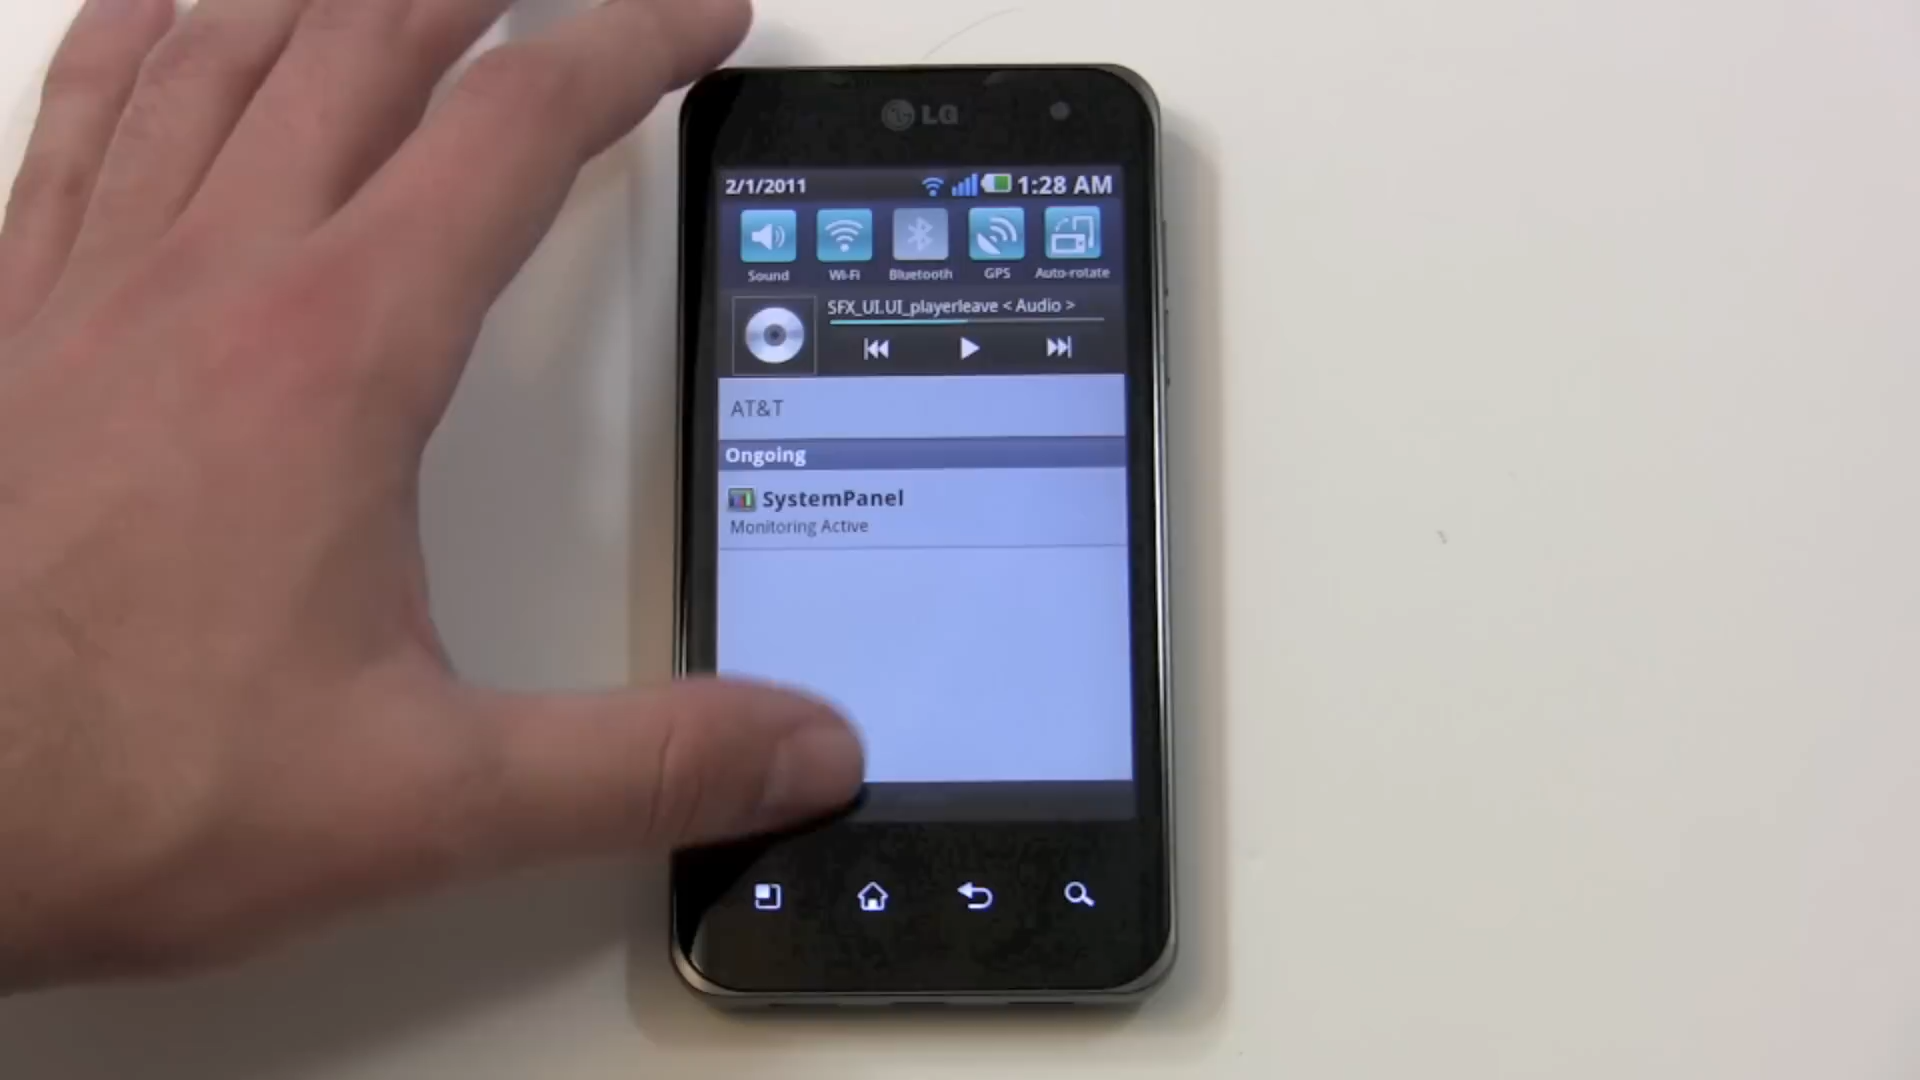 LG
2/1/2011 1:28 AM
Sound Wi-Fi Bluetooth GPS Auto-rotate
SFX_UI.UI_playerleave < Audio >
AT&T
Ongoing
SystemPanel
Monitoring Active